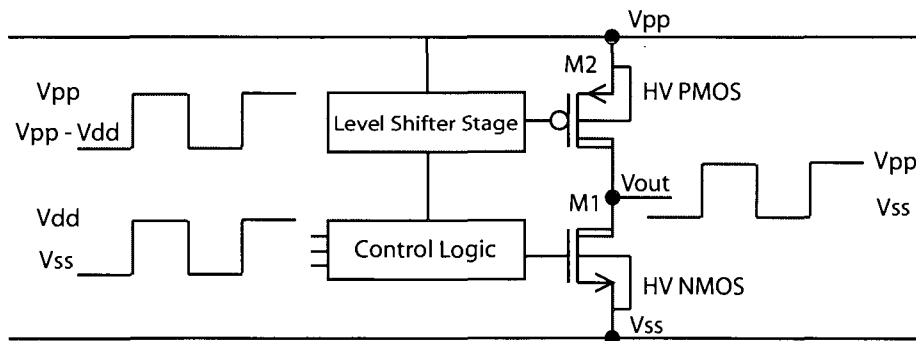 Vpp
M2
Vpp
HV PMOS
Vpp - Vdd
Level Shifter Stage
Vout
Vpp
M1
Vdd
Vss
Control Logic
Vss
HV NMOS
Vss